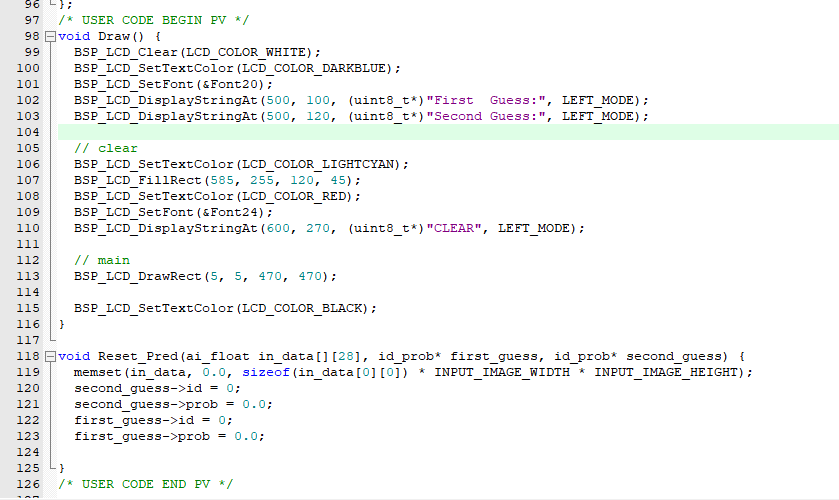 96 };
97 /* USER CODE BEGIN PV */
98 void Draw() {
99 BSP_LCD_Clear(LCD_COLOR_WHITE);
100 BSP_LCD_SetTextColor(LCD_COLOR_DARKBLUE);
101 BSP_LCD_SetFont(&Font20);
102 BSP_LCD_DisplayStringAt(500, 100, (uint8_t*)"First  Guess:", LEFT_MODE);
103 BSP_LCD_DisplayStringAt(500, 120, (uint8_t*)"Second Guess:", LEFT_MODE);
104
105 // clear
106 BSP_LCD_SetTextColor(LCD_COLOR_LIGHTCYAN);
107 BSP_LCD_FillRect(585, 255, 120, 45);
108 BSP_LCD_SetTextColor(LCD_COLOR_RED);
109 BSP_LCD_SetFont(&Font24);
110 BSP_LCD_DisplayStringAt(600, 270, (uint8_t*)"CLEAR", LEFT_MODE);
111
112 // main
113 BSP_LCD_DrawRect(5, 5, 470, 470);
114
115 BSP_LCD_SetTextColor(LCD_COLOR_BLACK);
116 }
117
118 void Reset_Pred(ai_float in_data[][28], id_prob* first_guess, id_prob* second_guess) {
119 memset(in_data, 0.0, sizeof(in_data[0][0]) * INPUT_IMAGE_WIDTH * INPUT_IMAGE_HEIGHT);
120 second_guess->id = 0;
121 second_guess->prob = 0.0;
122 first_guess->id = 0;
123 first_guess->prob = 0.0;
124
125 }
126 /* USER CODE END PV */